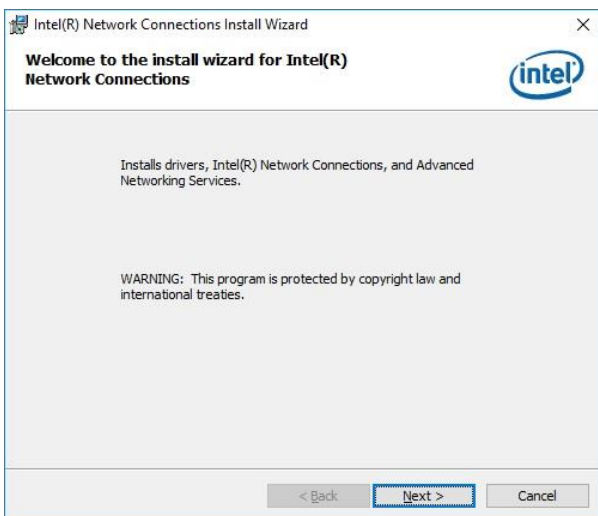 Intel(R) Network Connections Install Wizard
Welcome to the install wizard for Intel(R)
Network Connections
intel
Installs drivers, Intel(R) Network Connections, and Advanced
Networking Services.
WARNING: This program is protected by copyright law and
international treaties.
< Back
Next >
Cancel